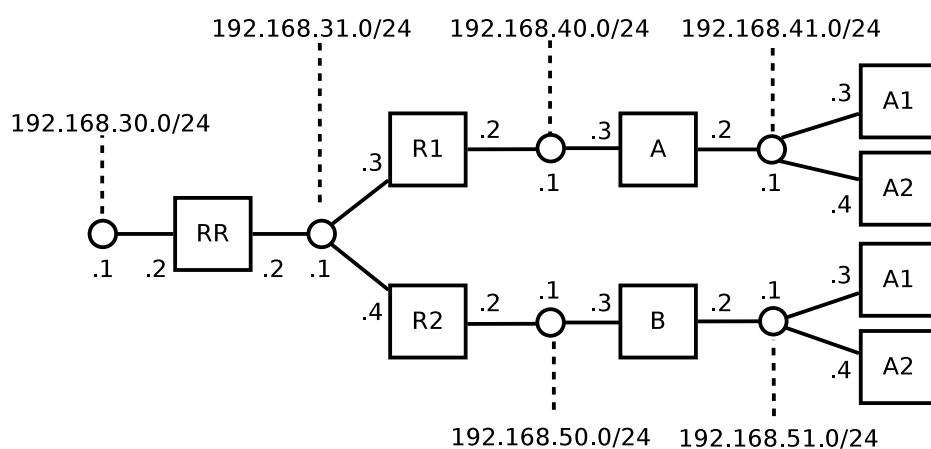 192.168.31.0/24 192.168.40.0/24 192.168.41.0/24
192.168.30.0/24
.3 A1
.2 .3 .2
R1 A
.3 .1 .1
.4 A2
RR
.1 .2 .2 .1
.1 .1 .3 A1
.4 .2 .3 .2
R2 B
.4 A2
192.168.50.0/24 192.168.51.0/24